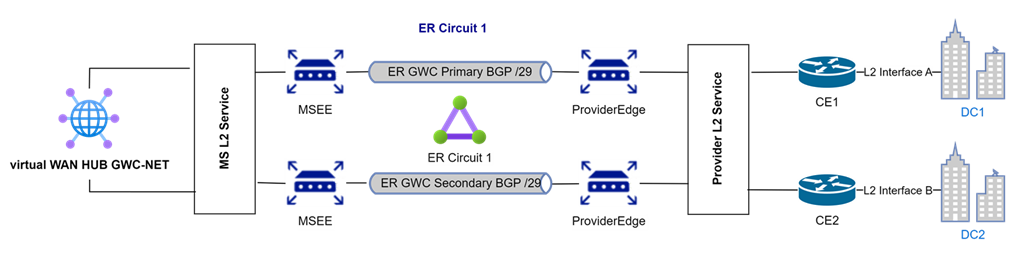 ER Circuit 1
ER GWC Primary BGP /29
MSEE
ProviderEdge
CE1
L2 Interface A
DC1
virtual WAN HUB GWC-NET
MS L2 Service
ER Circuit 1
Provider L2 Service
ER GWC Secondary BGP /29
MSEE
ProviderEdge
CE2
L2 Interface B
DC2